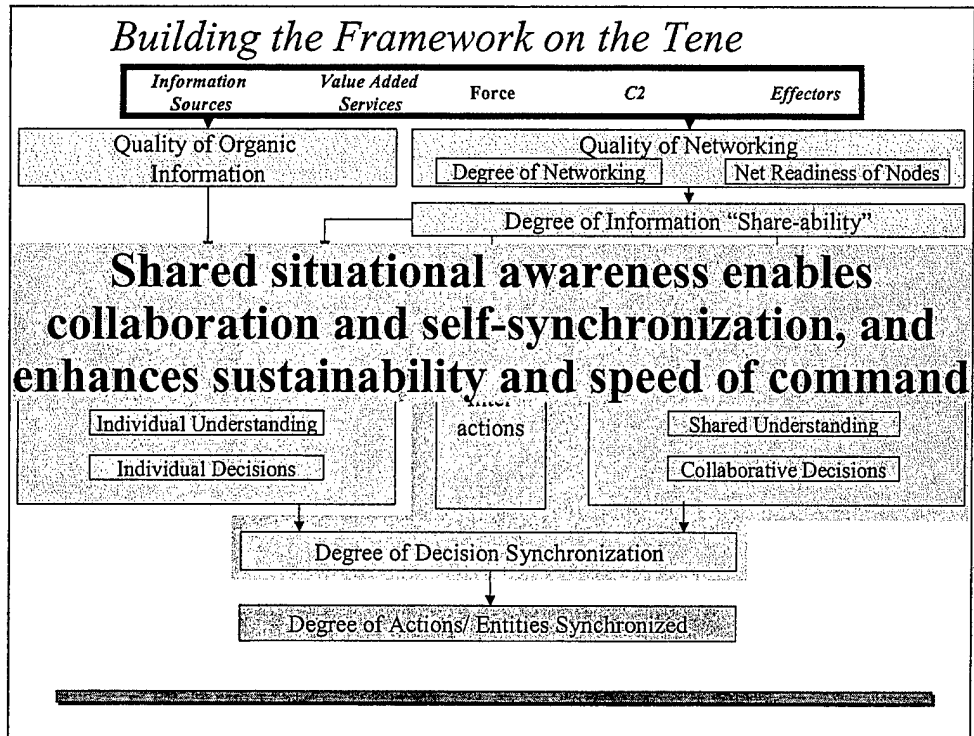 Building the Framework on the Tene
Information Sources
Value Added Services
Force
C2
Effectors
Quality of Organic
Information
Quality of Networking
Degree of Networking
Net Readiness of Nodes
Degree of Information “Share-ability”
Shared situational awareness enables
collaboration and self-synchronization, and
enhances sustainability and speed of command
Individual Understanding
actions
Shared Understanding
Individual Decisions
Collaborative Decisions
Degree of Decision Synchronization
Degree of Actions/ Entities Synchronized